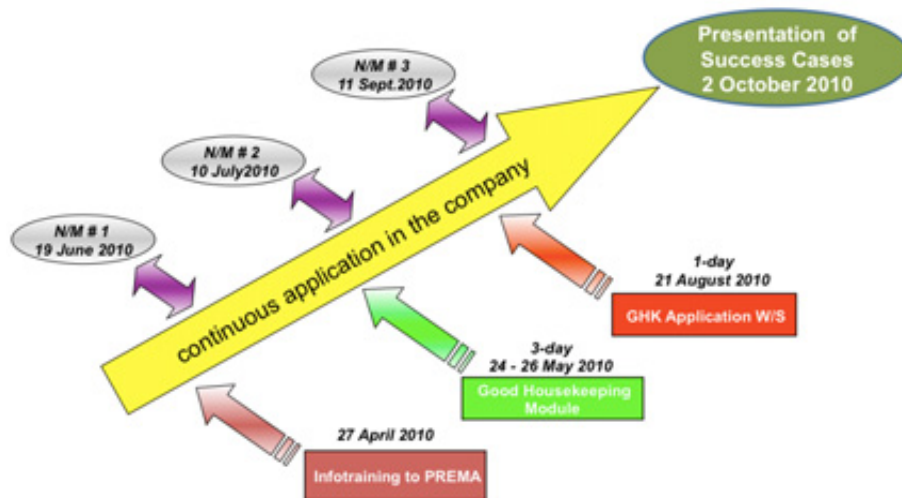 Presentation of
Success Cases
2 October 2010
N/M # 3
11 Sept.2010
N/M # 2
10 July2010
N/M # 1
19 June 2010
continuous application in the company
1-day
21 August 2010
GHK Application W/S
3-day
24 - 26 May 2010
Good Housekeeping
Module
27 April 2010
Infotraining to PREMA